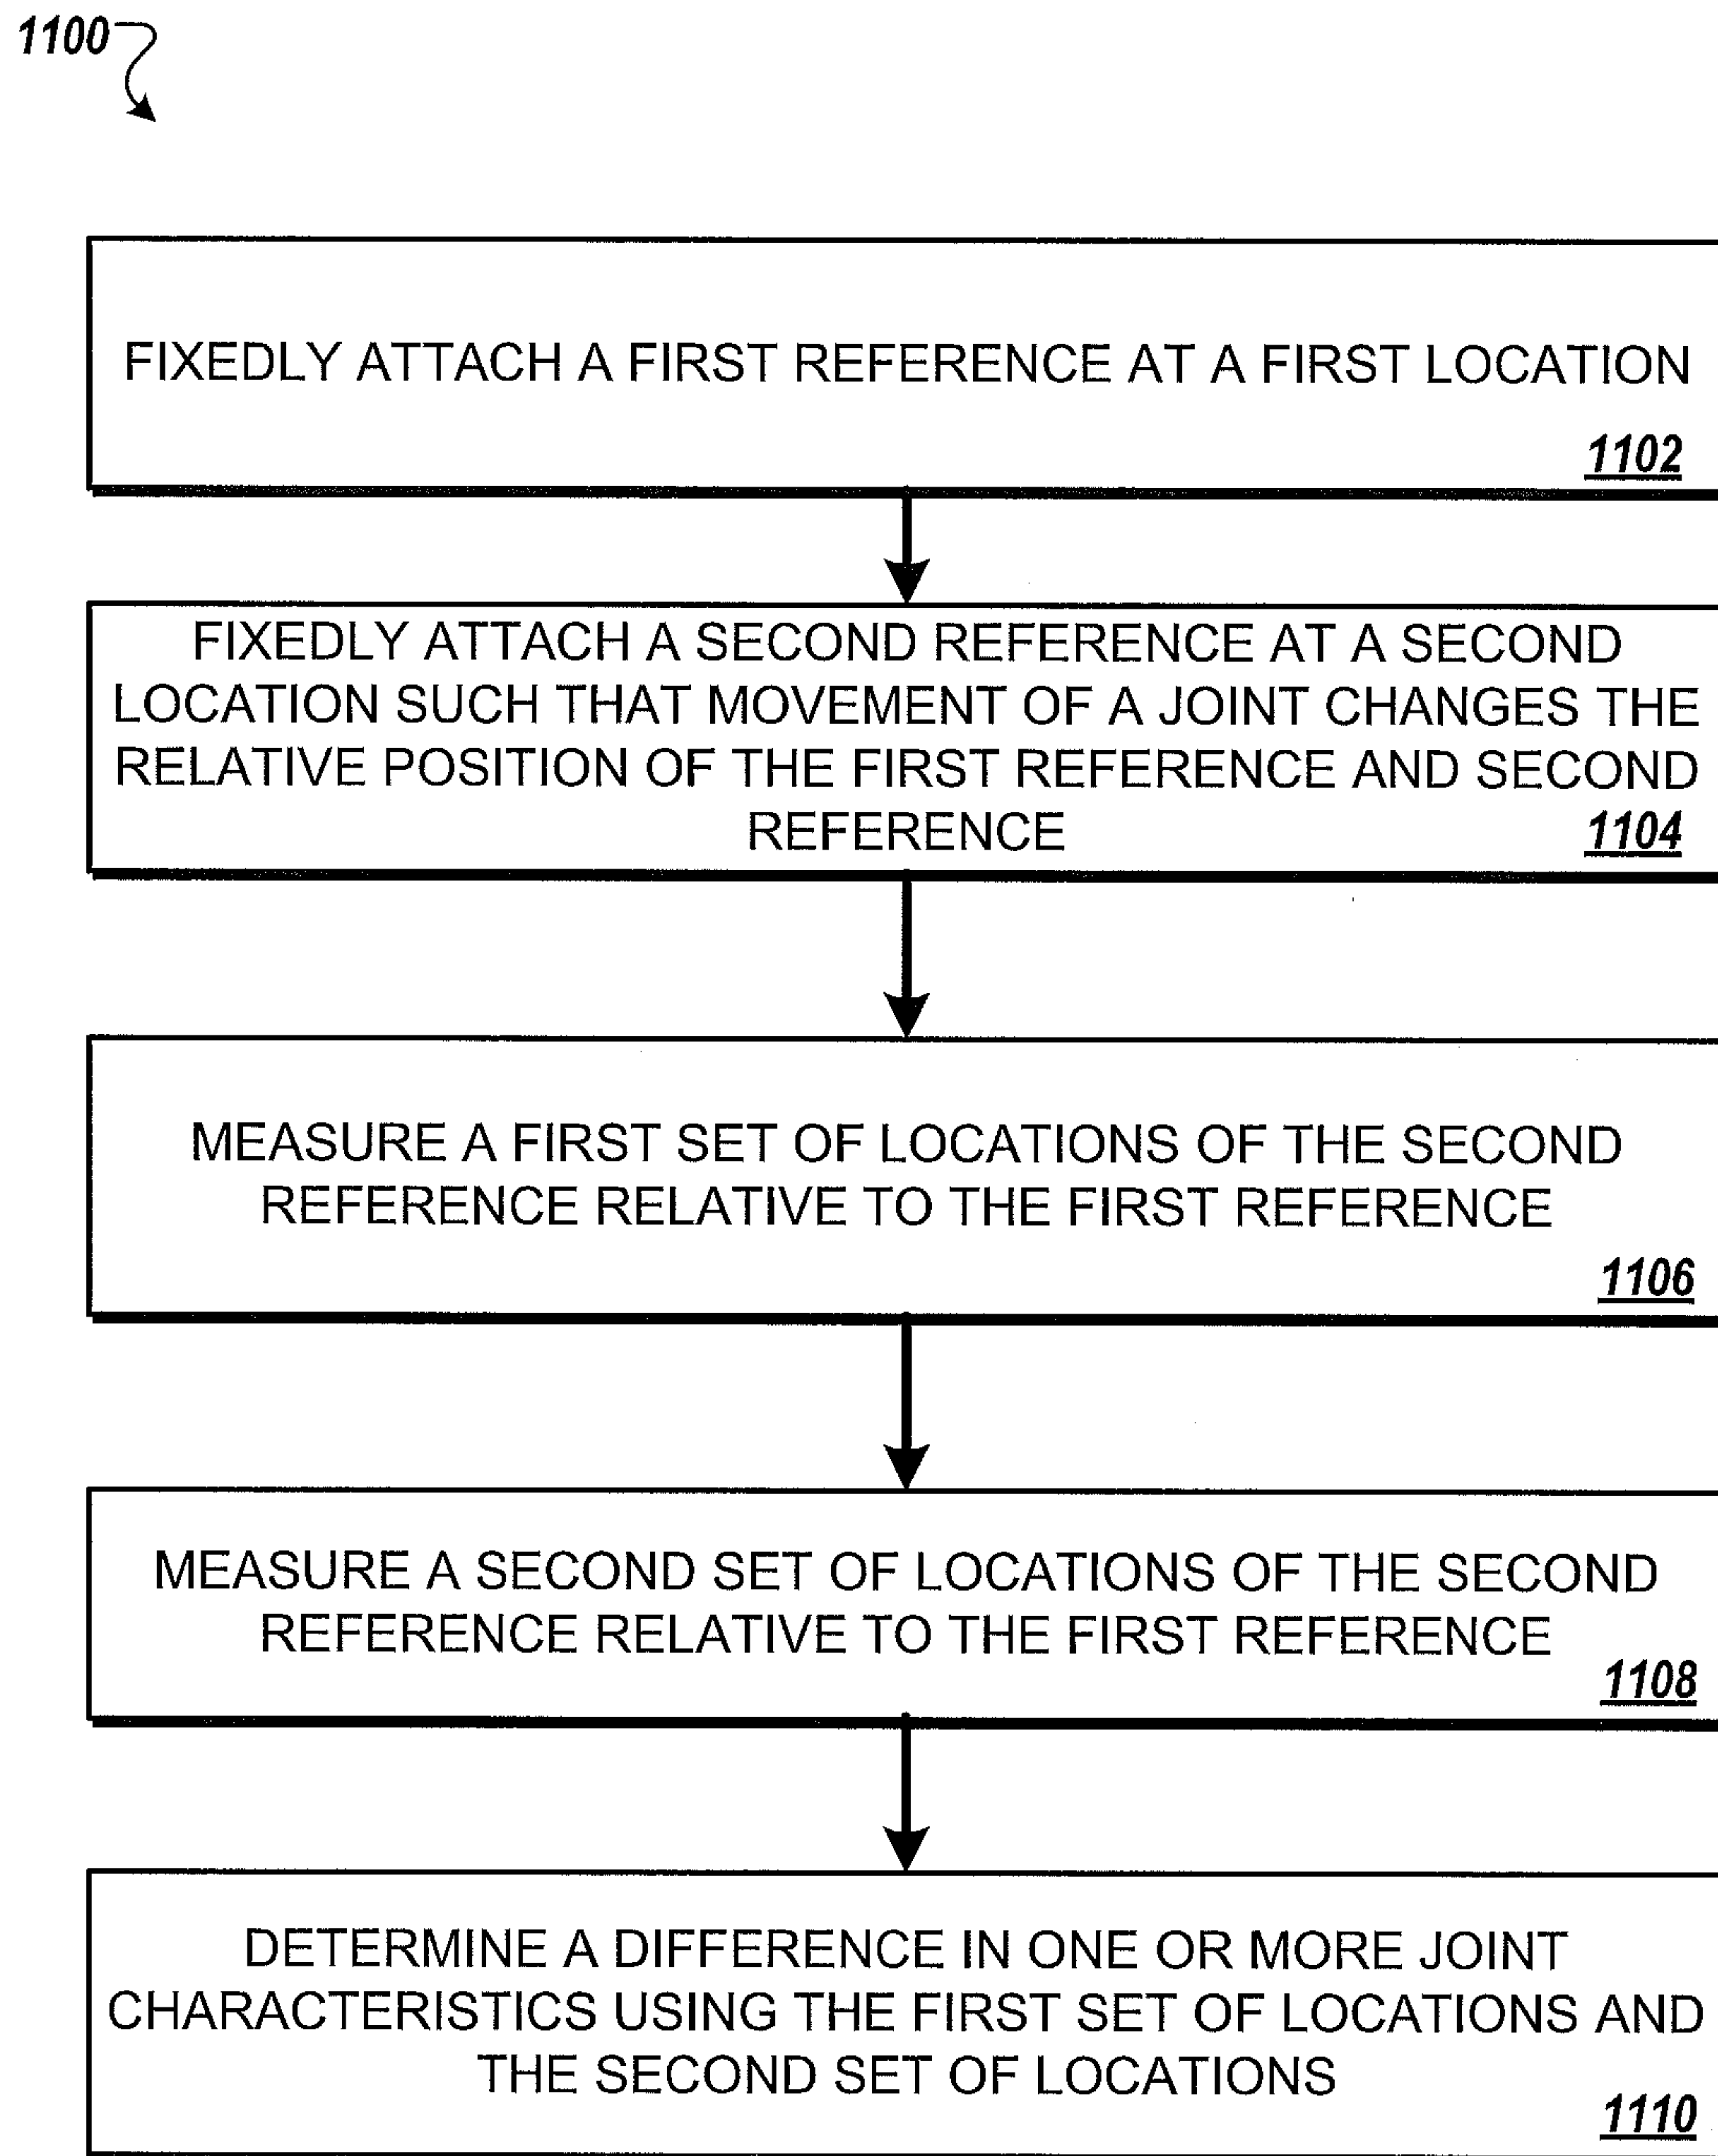 1100
FIXEDLY ATTACH A FIRST REFERENCE AT A FIRST LOCATION
1102
FIXEDLY ATTACH A SECOND REFERENCE AT A SECOND
LOCATION SUCH THAT MOVEMENT OF A JOINT CHANGES THE
RELATIVE POSITION OF THE FIRST REFERENCE AND SECOND
REFERENCE
1104
MEASURE A FIRST SET OF LOCATIONS OF THE SECOND
REFERENCE RELATIVE TO THE FIRST REFERENCE
1106
MEASURE A SECOND SET OF LOCATIONS OF THE SECOND
REFERENCE RELATIVE TO THE FIRST REFERENCE
1108
DETERMINE A DIFFERENCE IN ONE OR MORE JOINT
CHARACTERISTICS USING THE FIRST SET OF LOCATIONS AND
THE SECOND SET OF LOCATIONS
1110